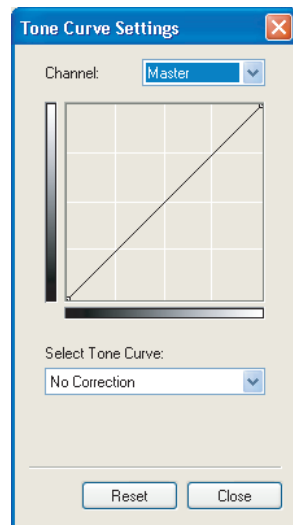 Tone Curve Settings
Channel: Master
Select Tone Curve:
No Correction
Reset Close